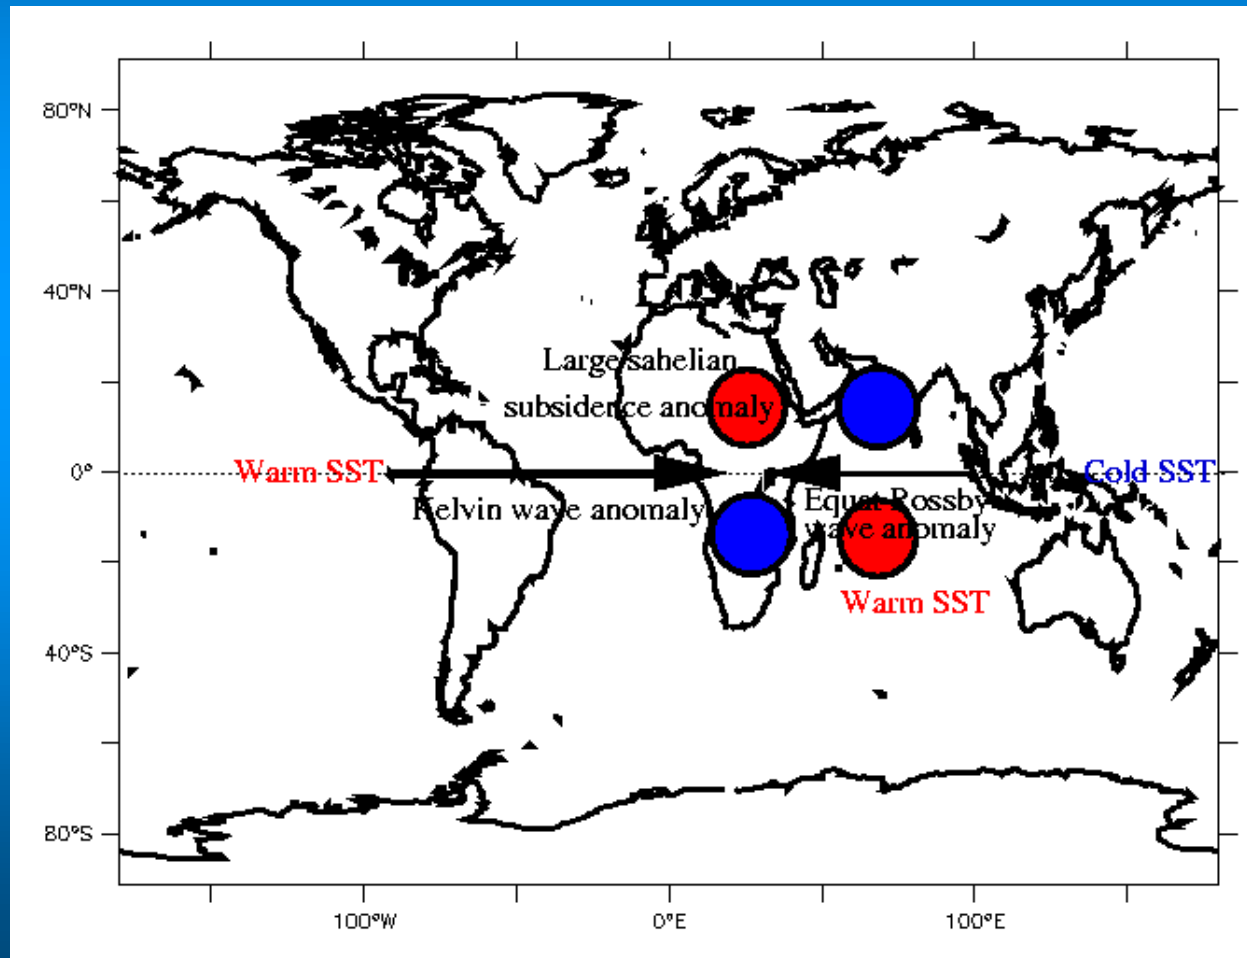 80°N
40°N
Large sahelian
subsidence anomaly
0°
Warm SST
Cold SST
Kelvin wave anomaly
Equat Rossby
wave anomaly
Warm SST
40°S
80°S
100°W
0°E
100°E